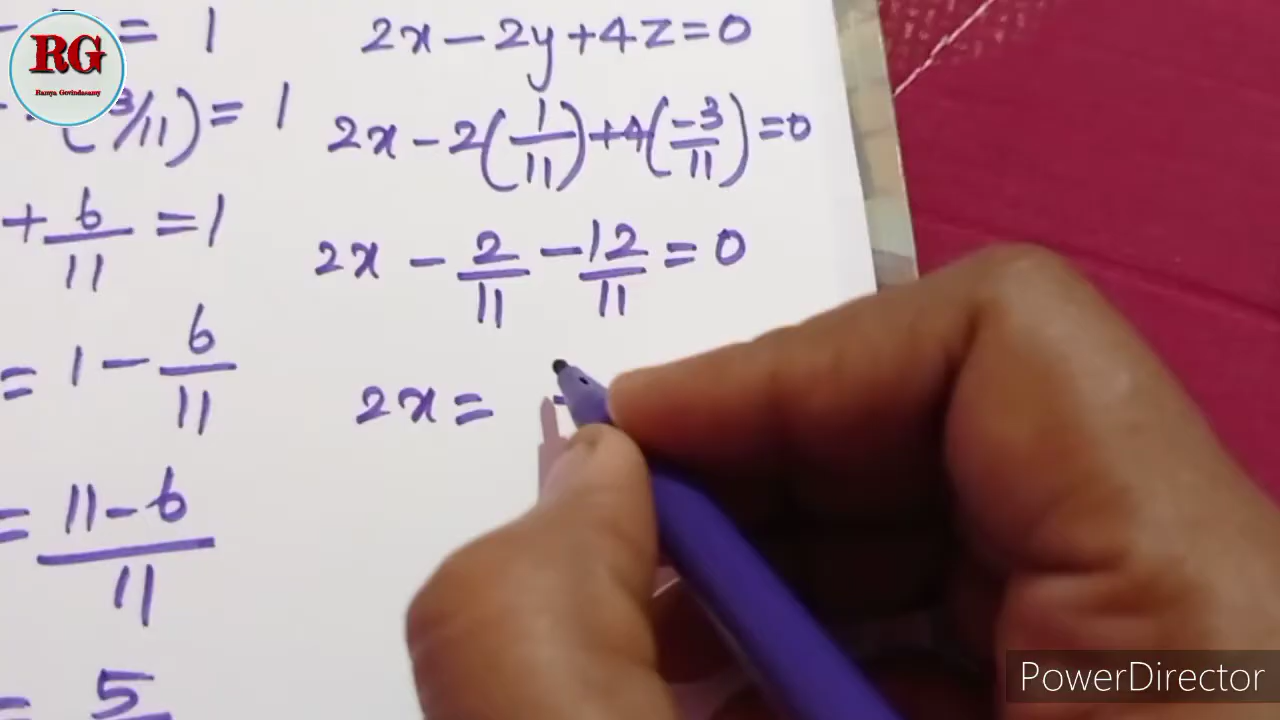 RG
Ramya Govindasamy
= 1
(3/11) = 1
+ 6/11 = 1
= 1 - 6/11
= 11-6/11
= 5
2x - 2y + 4z = 0
2x - 2(1/11) + 4(-3/11) = 0
2x - 2/11 - 12/11 = 0
2x =
PowerDirector